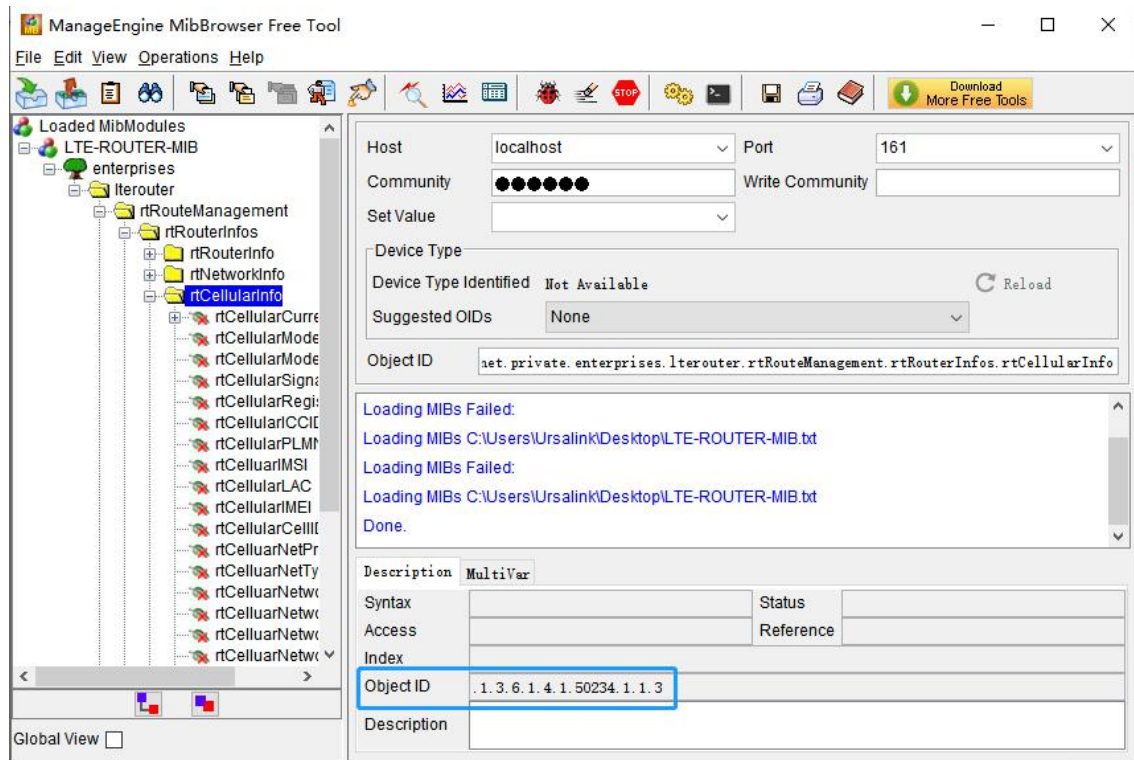 ManageEngine MibBrowser Free Tool
File Edit View Operations Help
STOP
Download
More Free Tools
Loaded MibModules
LTE-ROUTER-MIB
enterprises
lterouter
rtRouteManagement
rtRouterInfos
rtRouterInfo
rtNetworkInfo
rtCellularInfo
rtCellularCurre
rtCellularMode
rtCellularMode
rtCellularSigna
rtCellularRegis
rtCellularICCID
rtCellularPLMN
rtCelluarIMSI
rtCellularLAC
rtCellularIMEI
rtCellularCellID
rtCelluarNetPr
rtCelluarNetTy
rtCelluarNetwo
rtCelluarNetwo
rtCelluarNetwo
rtCelluarNetwo
Global View
Host localhost Port 161
Community ●●●●●● Write Community
Set Value
Device Type
Device Type Identified Not Available Reload
Suggested OIDs None
Object ID net.private.enterprises.lterouter.rtRouteManagement.rtRouterInfos.rtCellularInfo
Loading MIBs Failed:
Loading MIBs C:\Users\Ursalink\Desktop\LTE-ROUTER-MIB.txt
Loading MIBs Failed:
Loading MIBs C:\Users\Ursalink\Desktop\LTE-ROUTER-MIB.txt
Done.
Description MultiVar
Syntax Status
Access Reference
Index
Object ID .1.3.6.1.4.1.50234.1.1.3
Description